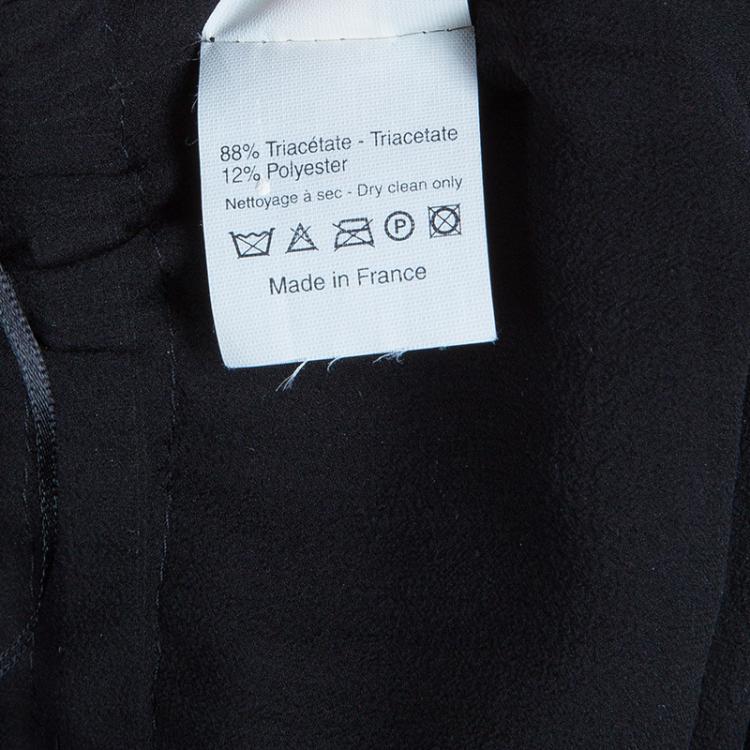 88% Triacétate - Triacetate
12% Polyester
Nettoyage à sec - Dry clean only
P
Made in France